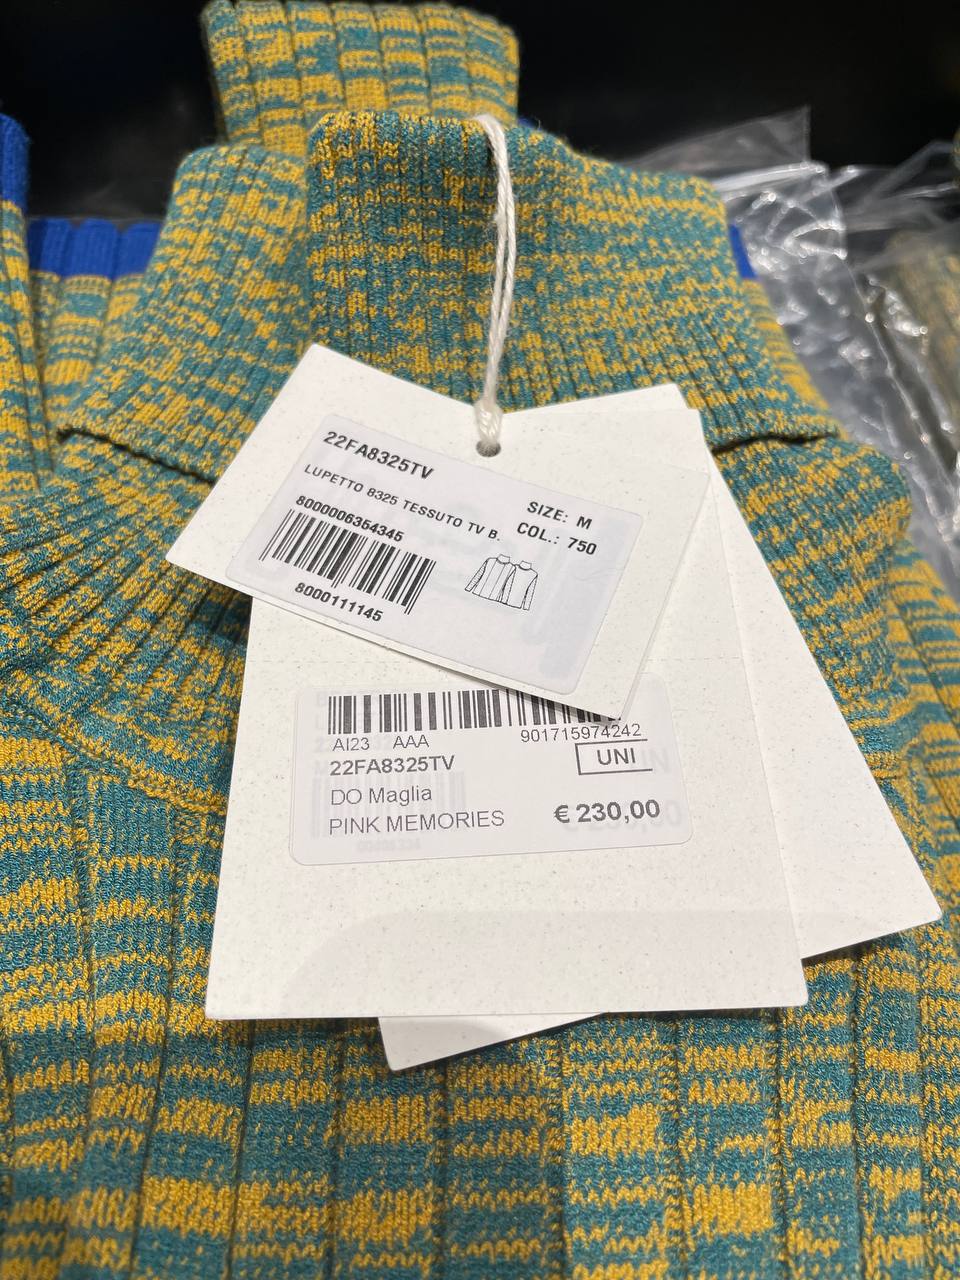 22FA8325TV
LUPETTO 8325 TESSUTO TV B.
SIZE: M
COL.: 750
8000006354345
8000111145
AI23 AAA 901715974242
22FA8325TV UNI
DO Maglia
PINK MEMORIES € 230,00